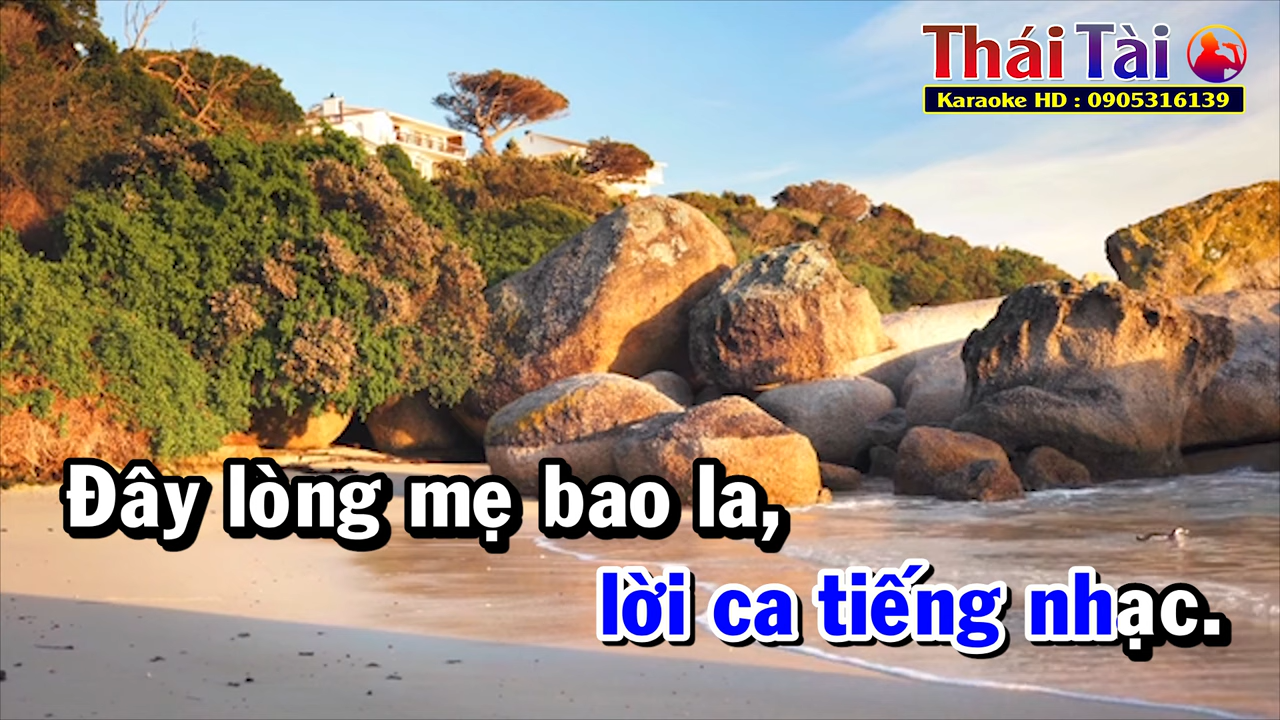 Thái Tài
Karaoke HD : 0905316139
Đây lòng mẹ bao la,
lời ca tiếng nhạc.